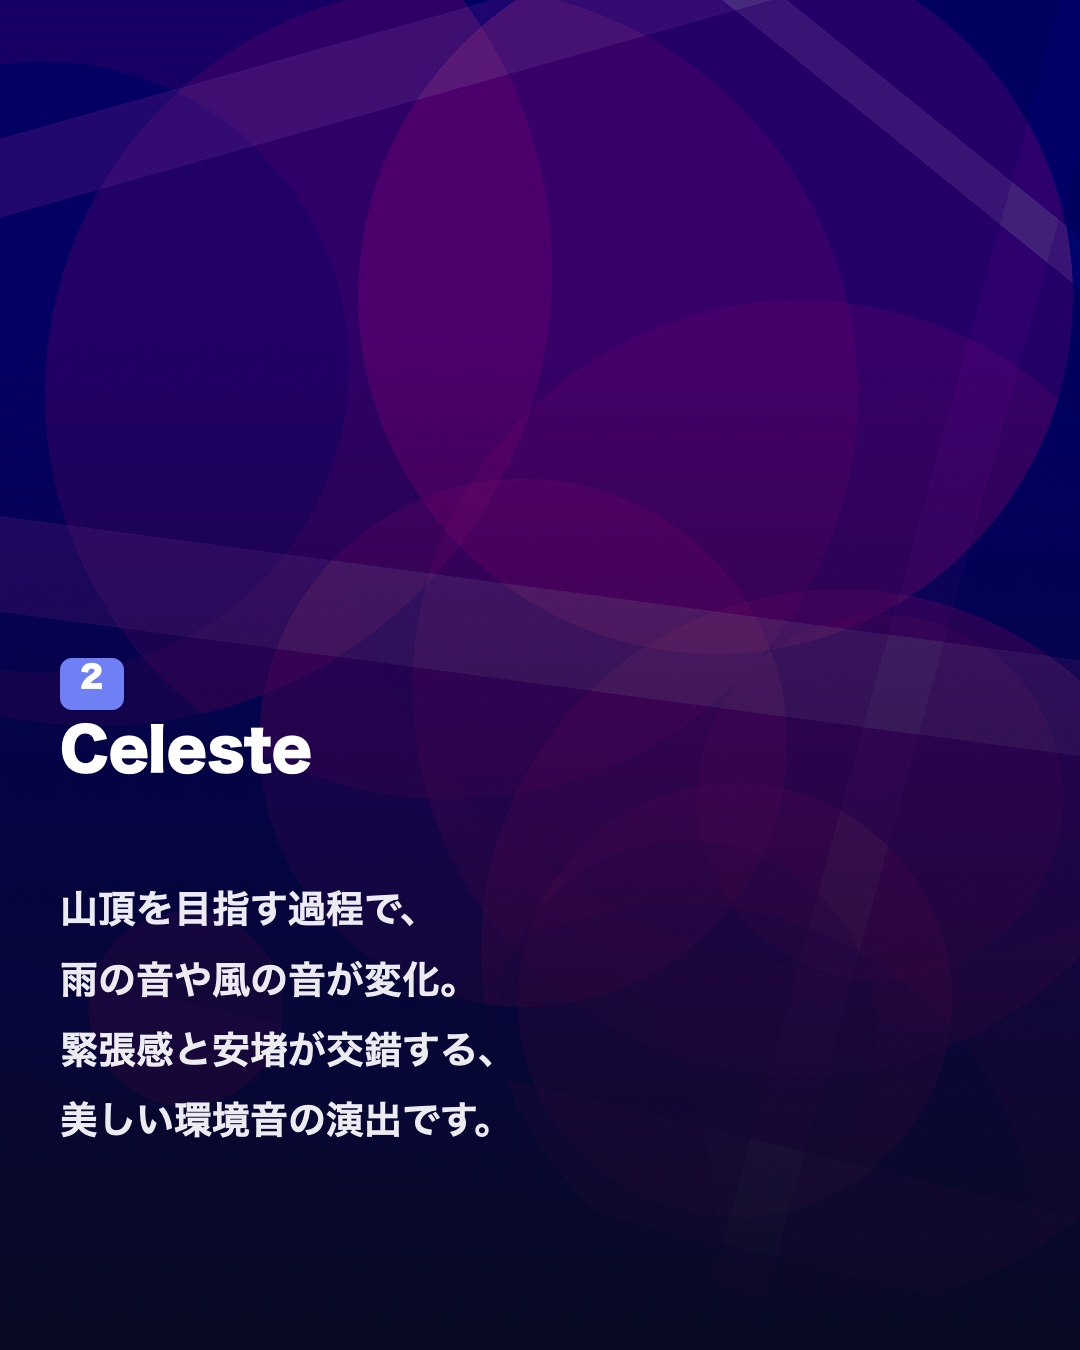 2
Celeste
山頂を目指す過程で、
雨の音や風の音が変化。
緊張感と安堵が交錯する、
美しい環境音の演出です。